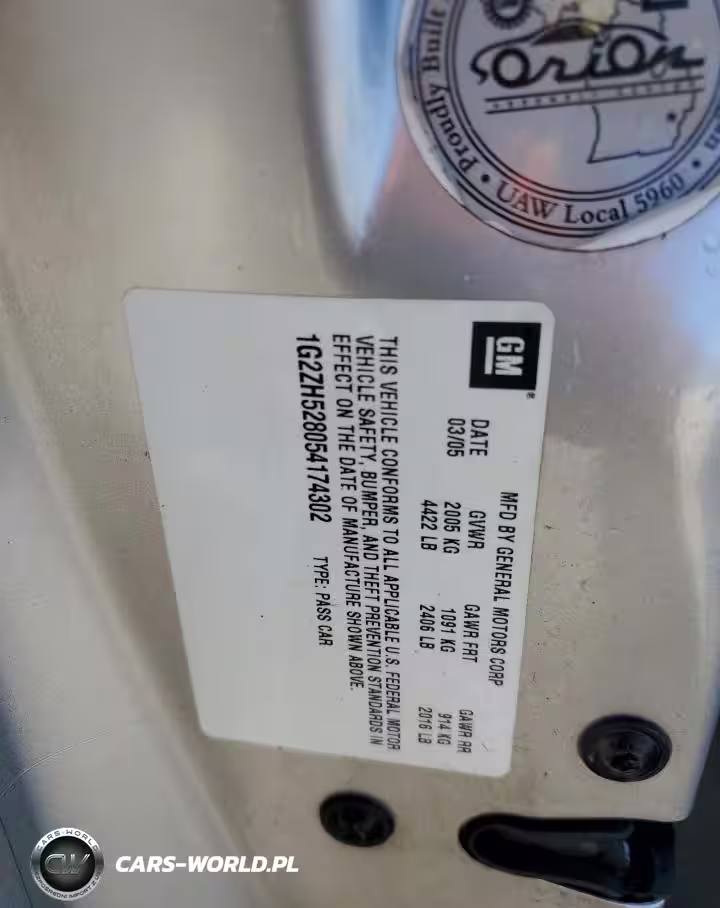 Proudly Built
Orion
UAW Local 5960
GM
MFD BY GENERAL MOTORS CORP
DATE GVWR GAWR FRT GAWR RR
03/05 2005 KG 1091 KG 914 KG
4422 LB 2406 LB 2016 LB
THIS VEHICLE CONFORMS TO ALL APPLICABLE U.S. FEDERAL MOTOR
VEHICLE SAFETY, BUMPER, AND THEFT PREVENTION STANDARDS IN
EFFECT ON THE DATE OF MANUFACTURE SHOWN ABOVE.
1G2ZH528054174302 TYPE: PASS CAR
CARS-WORLD
CW
CARS-WORLD.PL